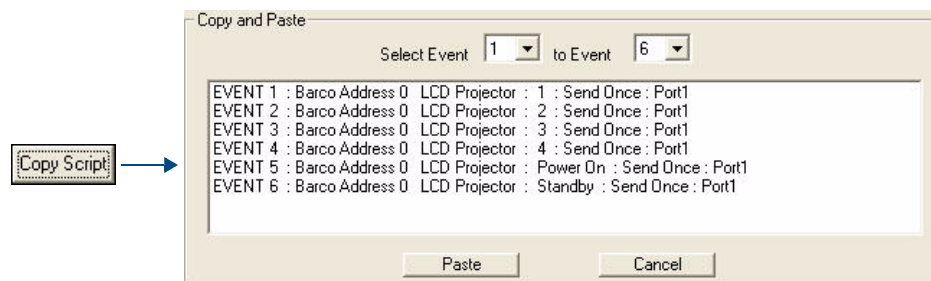 Copy and Paste
Select Event 1 to Event 6
EVENT 1 : Barco Address 0 LCD Projector : 1 : Send Once : Port1
EVENT 2 : Barco Address 0 LCD Projector : 2 : Send Once : Port1
EVENT 3 : Barco Address 0 LCD Projector : 3 : Send Once : Port1
EVENT 4 : Barco Address 0 LCD Projector : 4 : Send Once : Port1
EVENT 5 : Barco Address 0 LCD Projector : Power On : Send Once : Port1
EVENT 6 : Barco Address 0 LCD Projector : Standby : Send Once : Port1
Copy Script
Paste Cancel